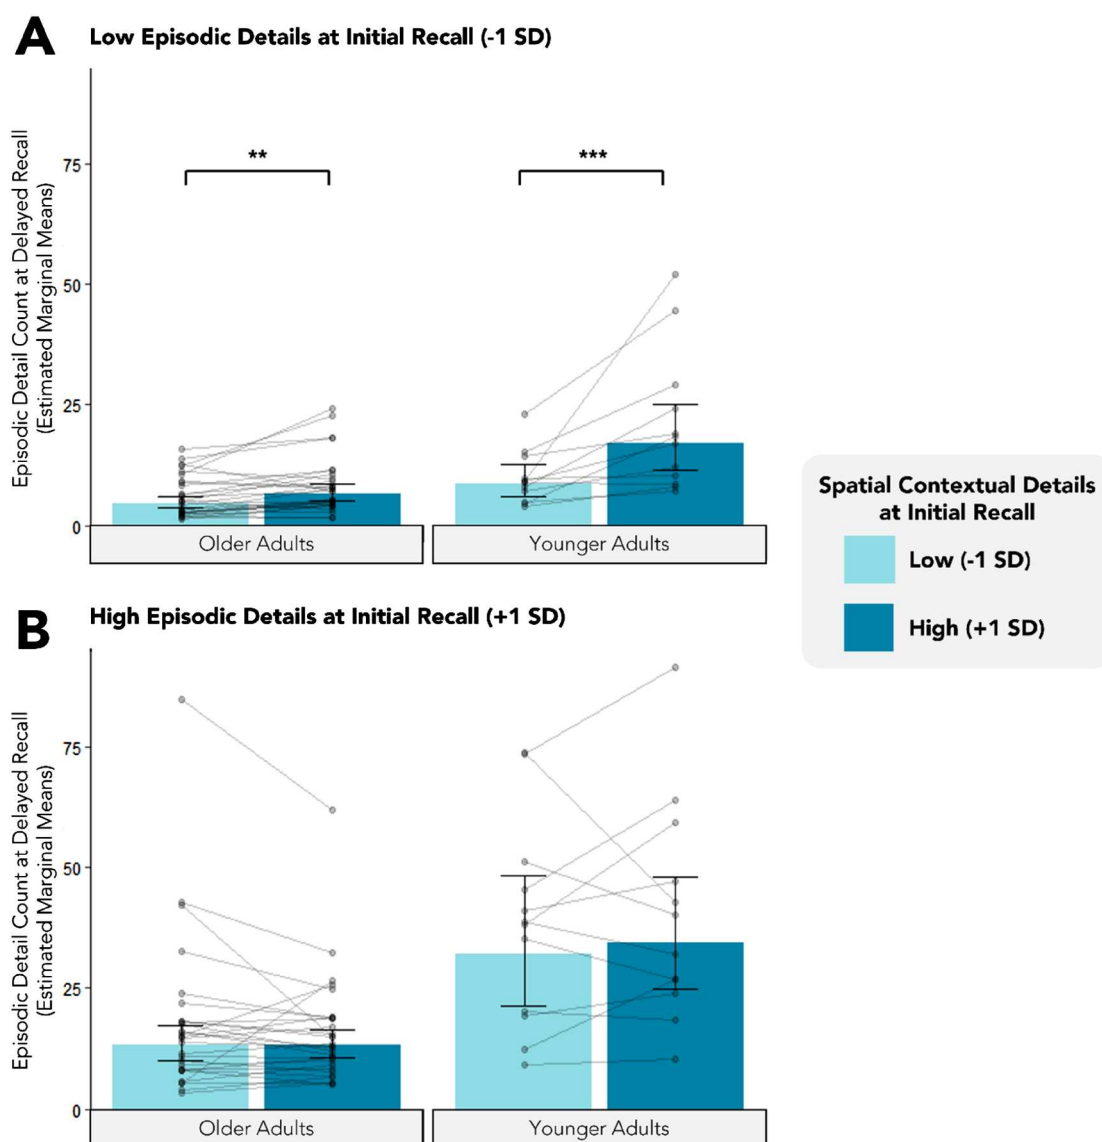 A
Low Episodic Details at Initial Recall (-1 SD)
Episodic Detail Count at Delayed Recall
(Estimated Marginal Means)
75
50
25
0
**
***
Older Adults
Younger Adults
Spatial Contextual Details
at Initial Recall
Low (-1 SD)
High (+1 SD)
B
High Episodic Details at Initial Recall (+1 SD)
Episodic Detail Count at Delayed Recall
(Estimated Marginal Means)
75
50
25
0
Older Adults
Younger Adults